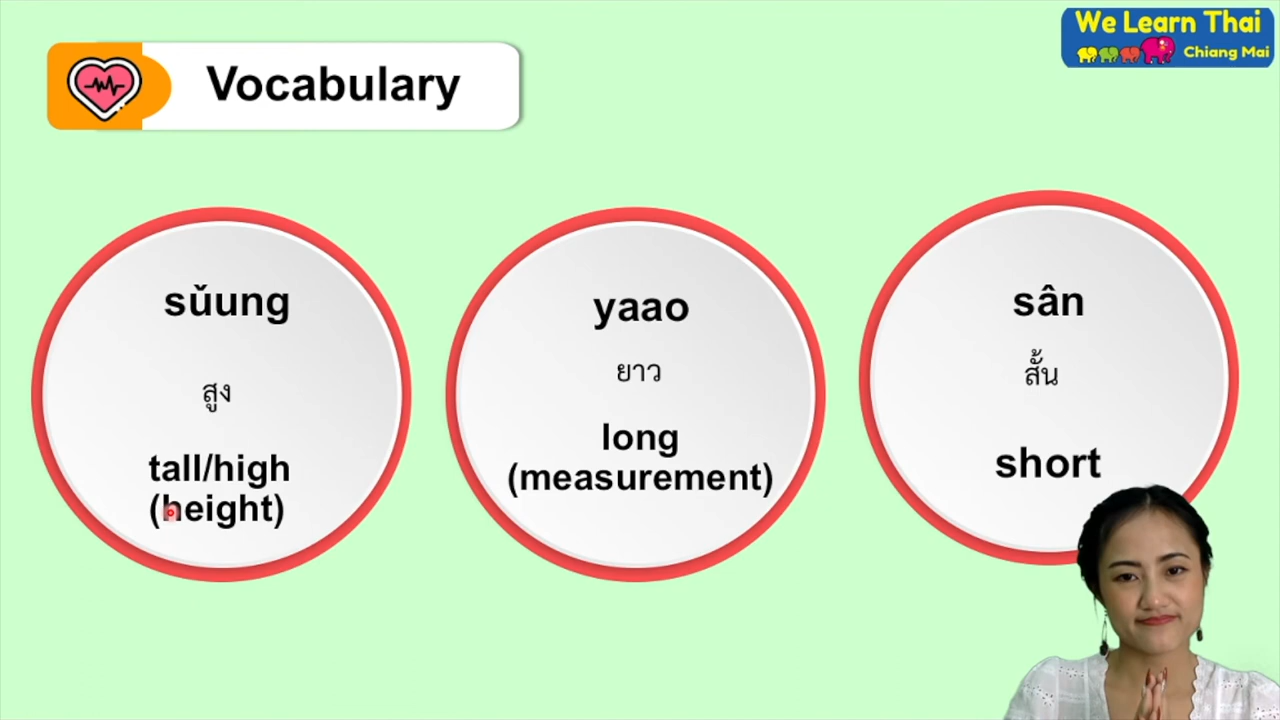 We Learn Thai
Chiang Mai
Vocabulary
sǔung
สูง
tall/high
(height)
yaao
ยาว
long
(measurement)
sân
สั้น
short